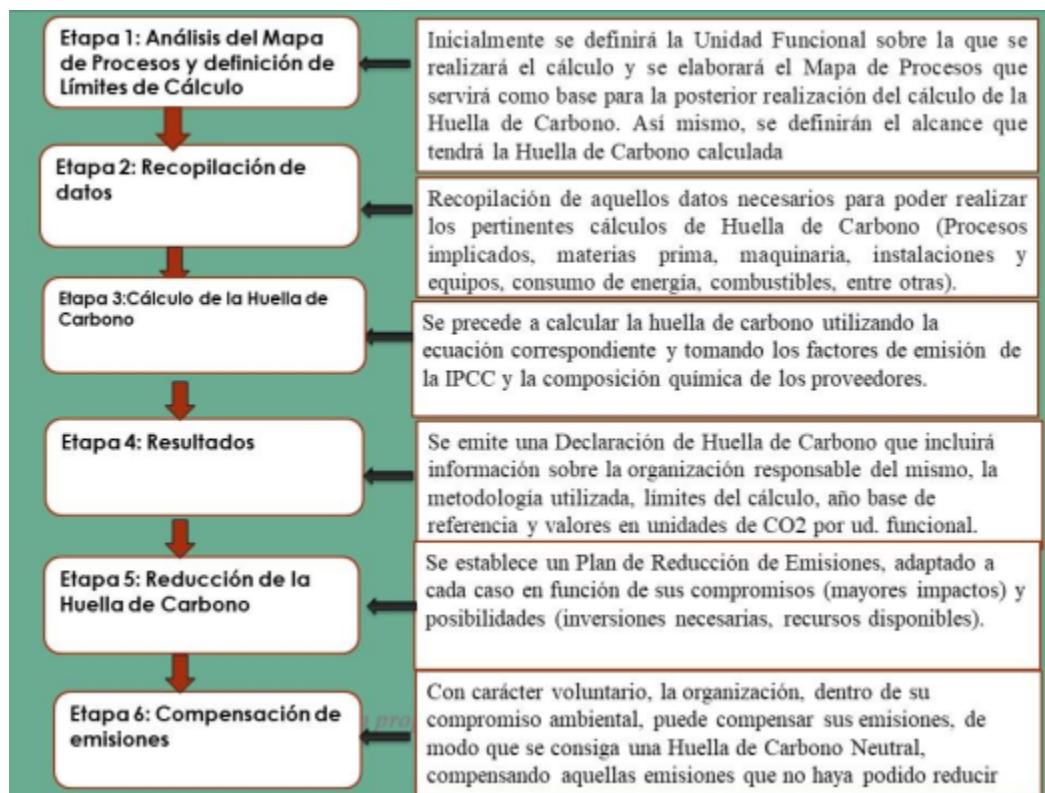 Etapa 1: Análisis del Mapa
de Procesos y definición de
Límites de Cálculo
Inicialmente se definirá la Unidad Funcional sobre la que se
realizará el cálculo y se elaborará el Mapa de Procesos que
servirá como base para la posterior realización del cálculo de la
Huella de Carbono. Así mismo, se definirán el alcance que
tendrá la Huella de Carbono calculada
Etapa 2: Recopilación de
datos
Recopilación de aquellos datos necesarios para poder realizar
los pertinentes cálculos de Huella de Carbono (Procesos
implicados, materias prima, maquinaria, instalaciones y
equipos, consumo de energía, combustibles, entre otras).
Etapa 3:Cálculo de la Huella de
Carbono
Se precede a calcular la huella de carbono utilizando la
ecuación correspondiente y tomando los factores de emisión de
la IPCC y la composición química de los proveedores.
Etapa 4: Resultados
Se emite una Declaración de Huella de Carbono que incluirá
información sobre la organización responsable del mismo, la
metodología utilizada, límites del cálculo, año base de
referencia y valores en unidades de CO2 por ud. funcional.
Etapa 5: Reducción de la
Huella de Carbono
Se establece un Plan de Reducción de Emisiones, adaptado a
cada caso en función de sus compromisos (mayores impactos) y
posibilidades (inversiones necesarias, recursos disponibles).
Etapa 6: Compensación de
emisiones
Con carácter voluntario, la organización, dentro de su
compromiso ambiental, puede compensar sus emisiones, de
modo que se consiga una Huella de Carbono Neutral,
compensando aquellas emisiones que no haya podido reducir